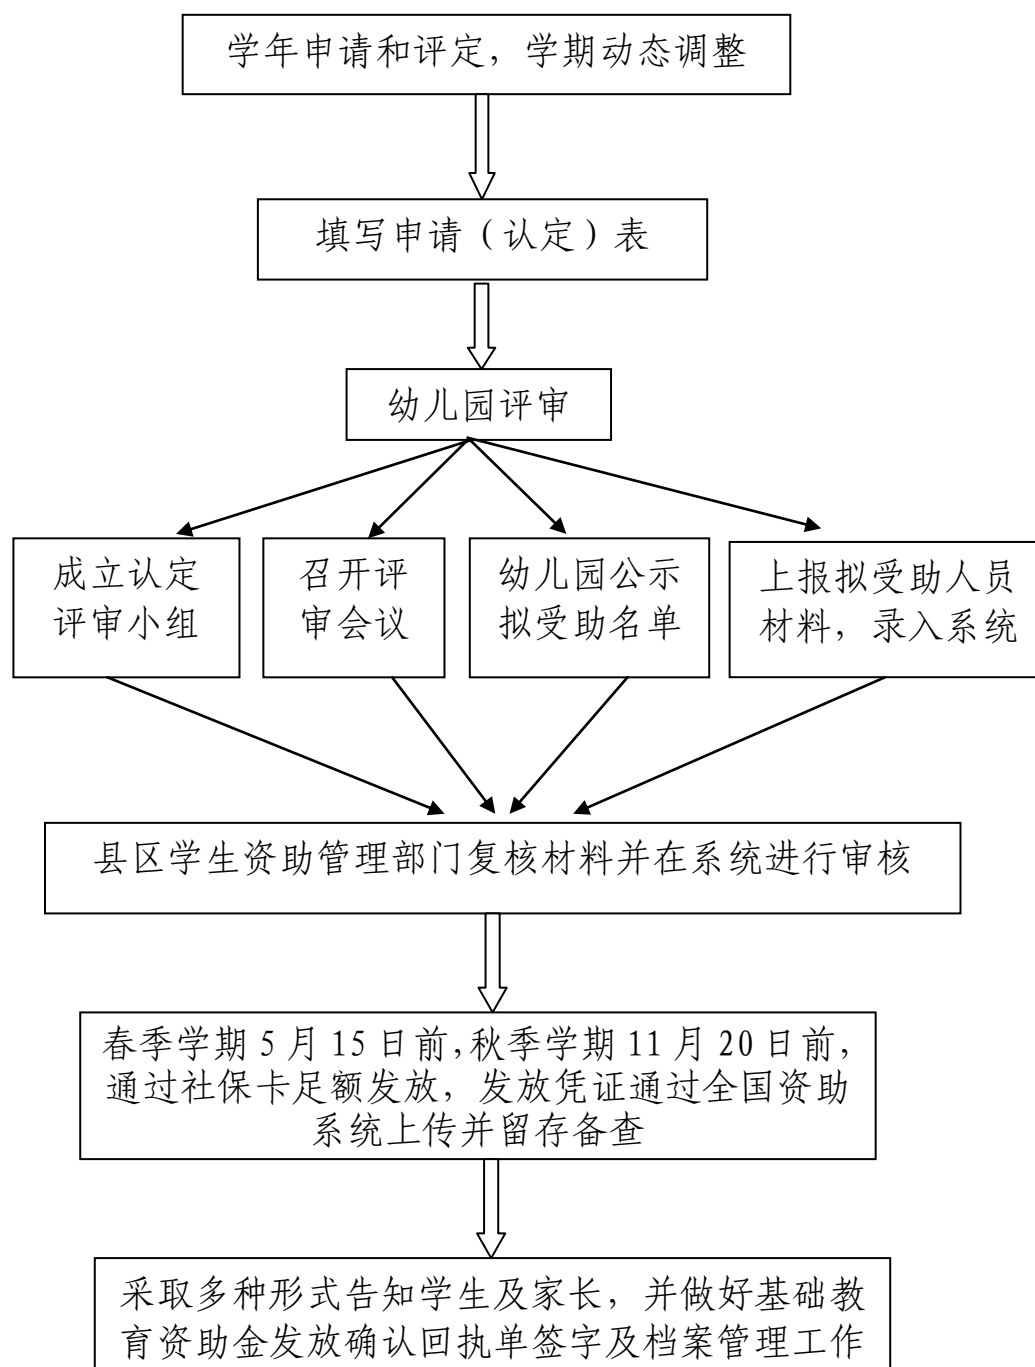 学年申请和评定，学期动态调整
填写申请（认定）表
幼儿园评审
成立认定
评审小组
召开评
审会议
幼儿园公示
拟受助名单
上报拟受助人员
材料，录入系统
县区学生资助管理部门复核材料并在系统进行审核
春季学期 5 月 15 日前,秋季学期 11 月 20 日前,
通过社保卡足额发放，发放凭证通过全国资助
系统上传并留存备查
采取多种形式告知学生及家长，并做好基础教
育资助金发放确认回执单签字及档案管理工作